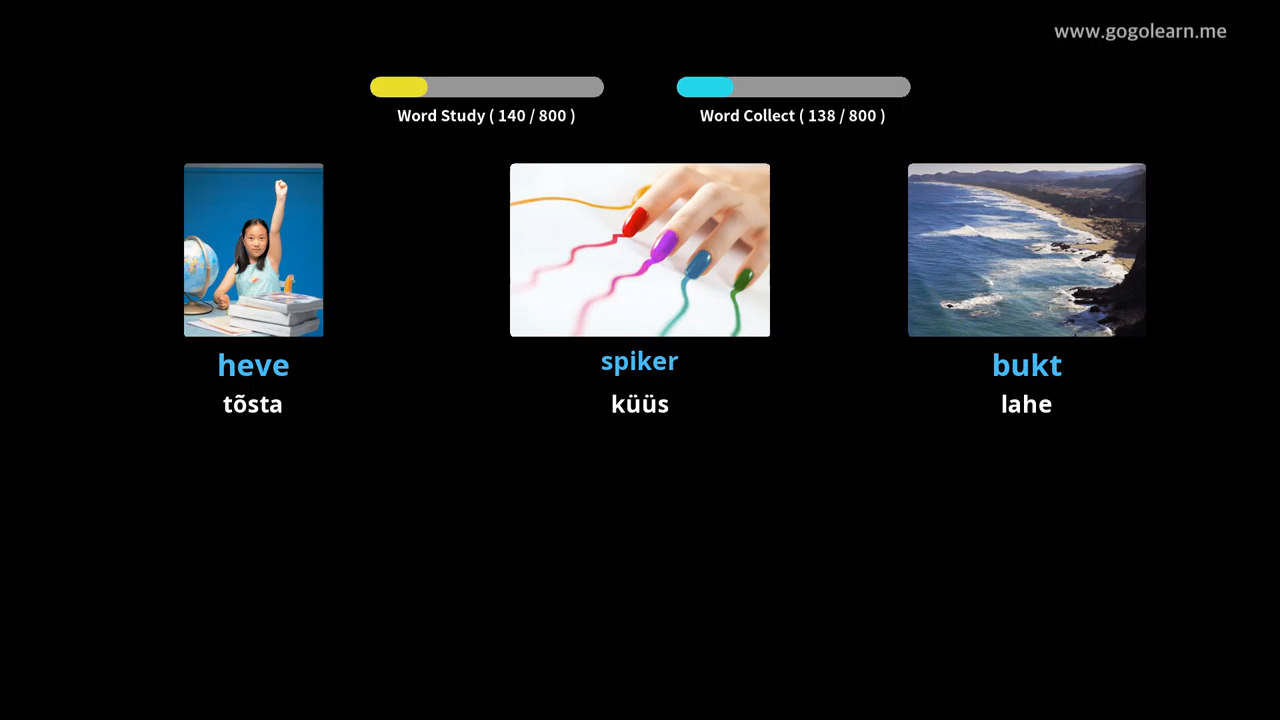 www.gogolearn.me
Word Study ( 140 / 800 )
Word Collect ( 138 / 800 )
heve
tõsta
spiker
küüs
bukt
lahe